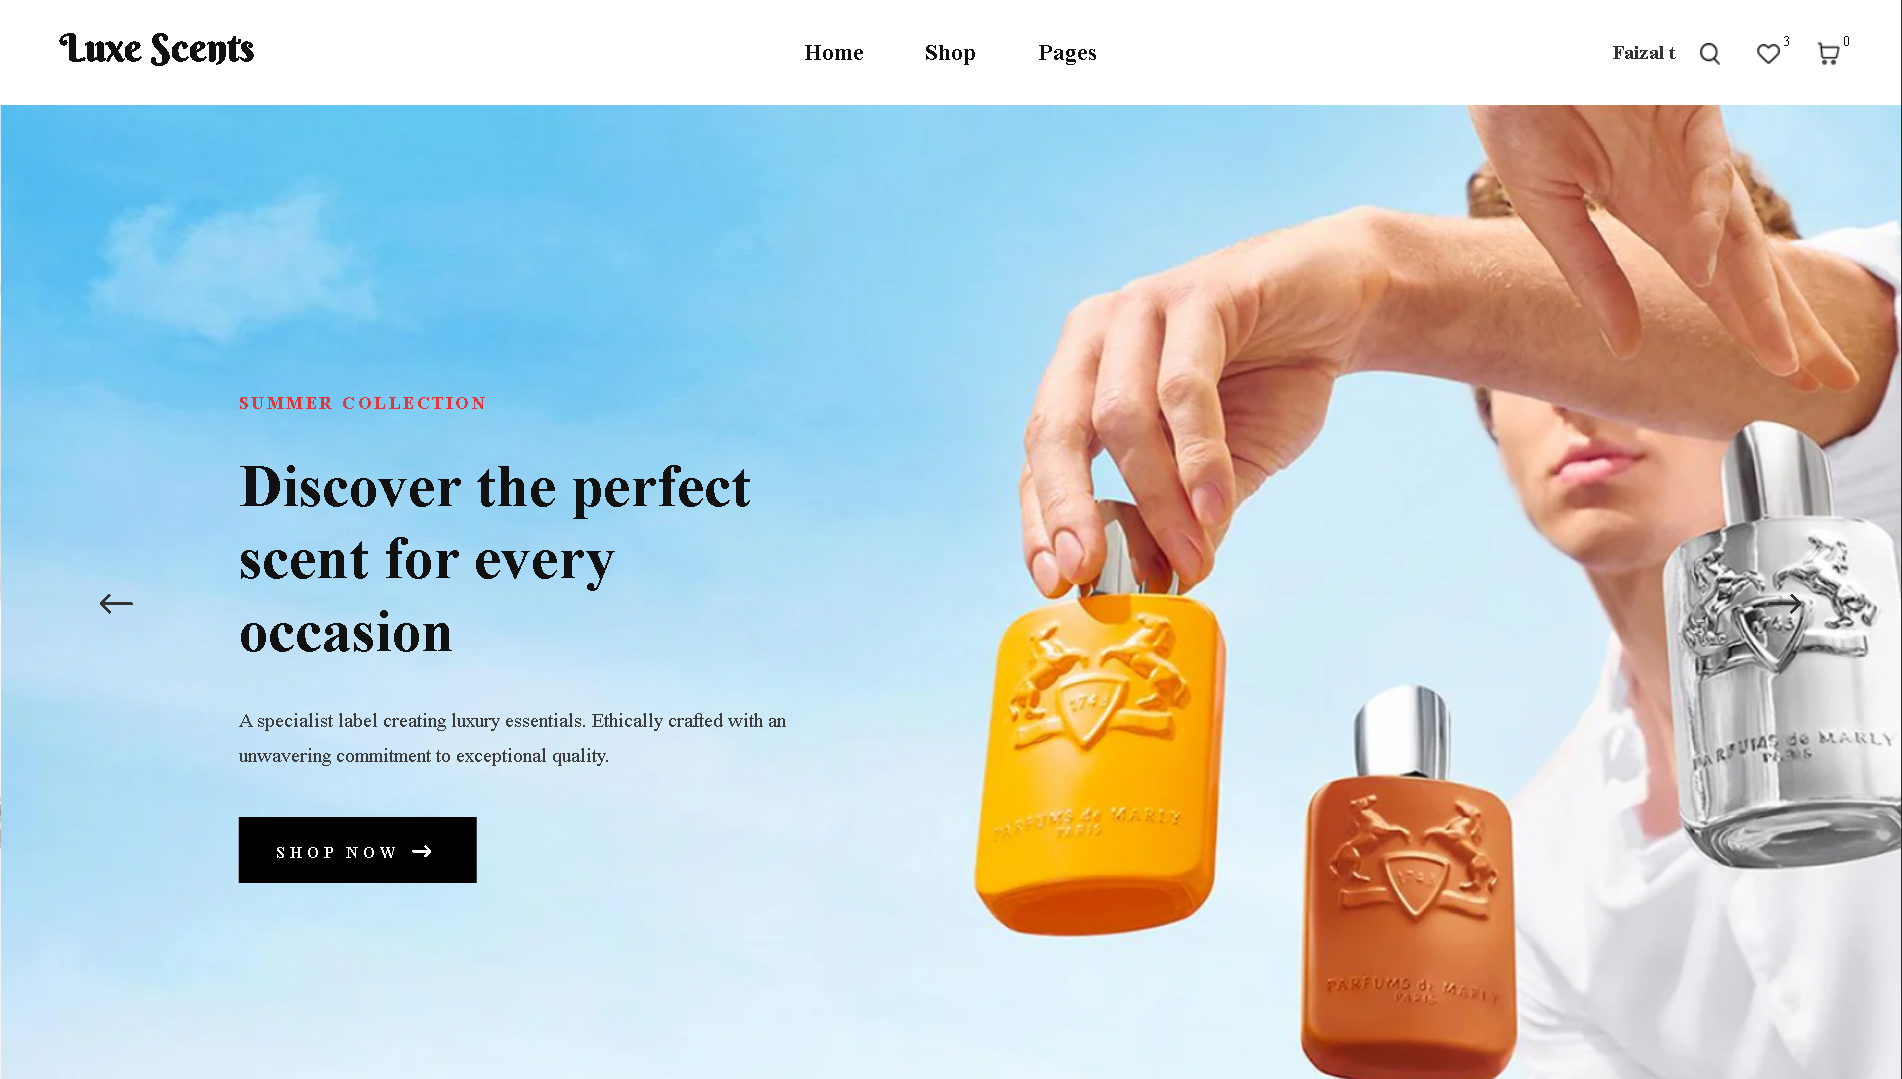 Luxe Scents
Home
Shop
Pages
Faizal t
3
0
SUMMER COLLECTION
Discover the perfect
scent for every
occasion
A specialist label creating luxury essentials. Ethically crafted with an
unwavering commitment to exceptional quality.
SHOP NOW
1743
PARFUMS de MARLY
PARIS
1743
PARFUMS de MARLY
PARIS
1743
PARFUMS de MARLY
PARIS